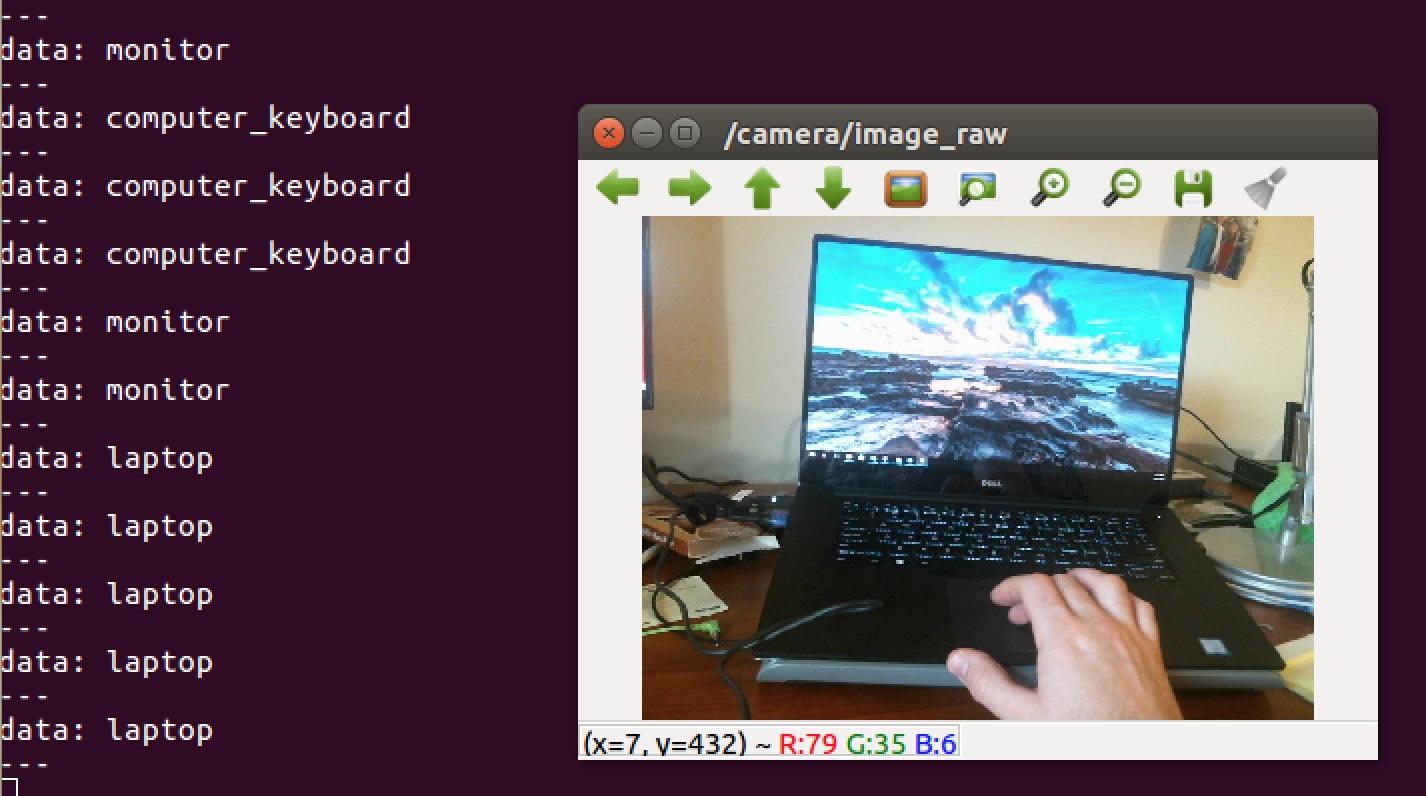 ---
data: monitor
---
data: computer_keyboard
---
data: computer_keyboard
---
data: computer_keyboard
---
data: monitor
---
data: monitor
---
data: laptop
---
data: laptop
---
data: laptop
---
data: laptop
---
data: laptop
---
/camera/image_raw
DELL
(x=7, y=432) ~ R:79 G:35 B:6